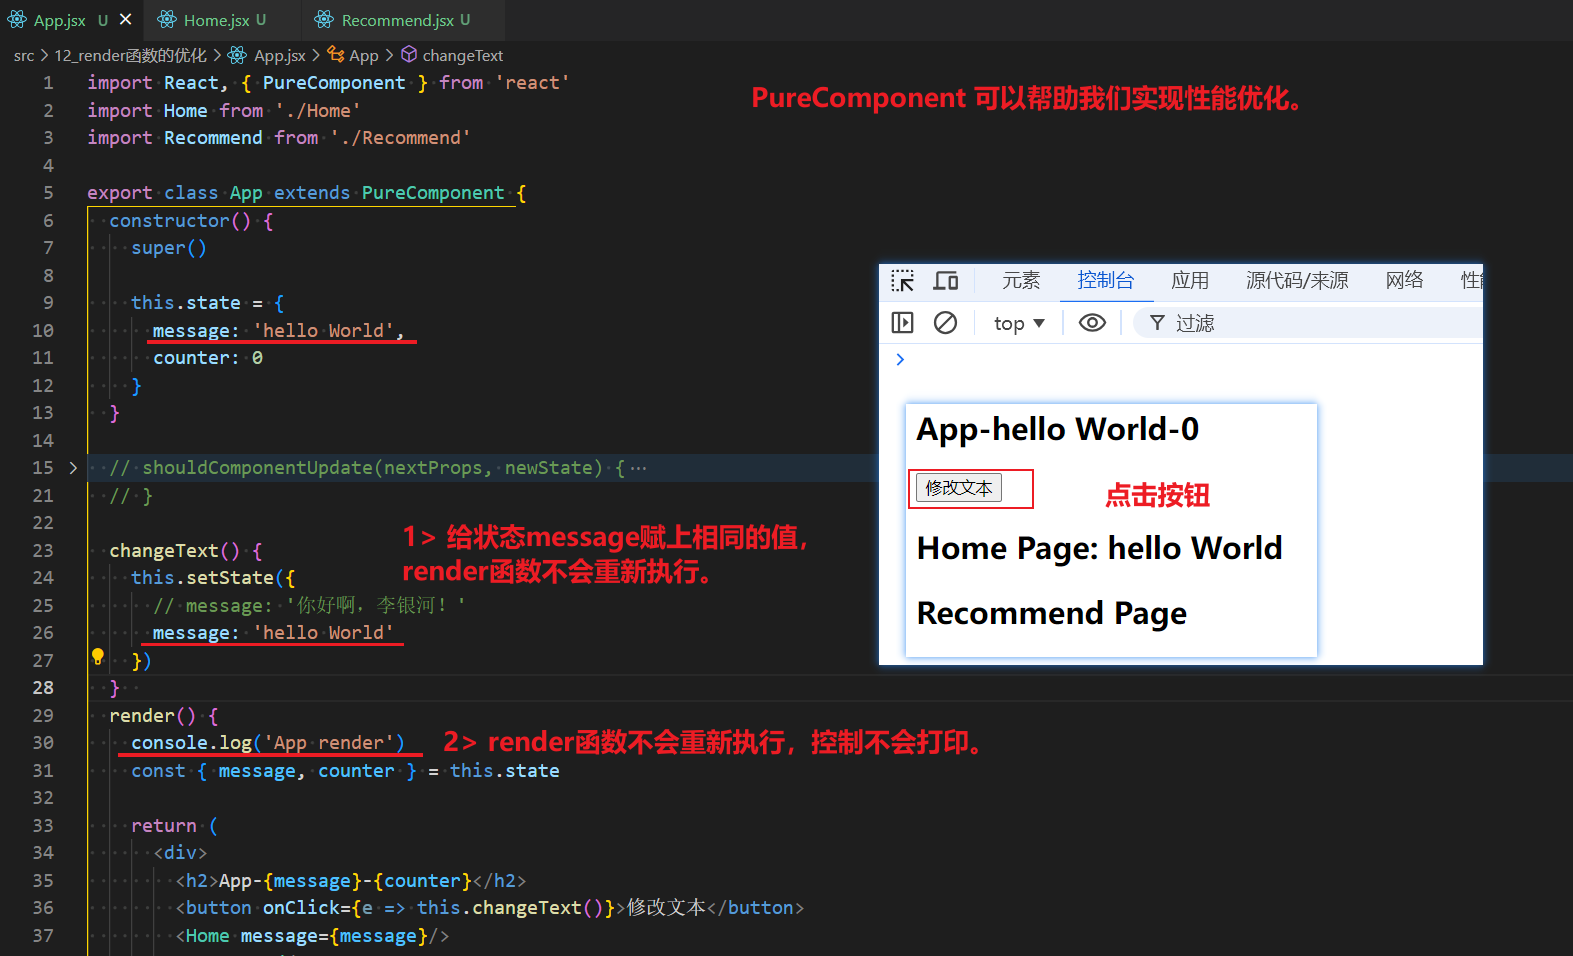 App.jsx U
Home.jsx U
Recommend.jsx U
src > 12_render函数的优化 > App.jsx > App > changeText
1 import React, { PureComponent } from 'react'
2 import Home from './Home'
3 import Recommend from './Recommend'
4
5 export class App extends PureComponent {
6 constructor() {
7 super()
8
9 this.state = {
10 message: 'hello World',
11 counter: 0
12 }
13 }
14
15 // shouldComponentUpdate(nextProps, newState) { ⋯
21 // }
22
23 changeText() {
24 this.setState({
25 // message: '你好啊，李银河！'
26 message: 'hello World'
27 })
28 }
29 render() {
30 console.log('App render')
31 const { message, counter } = this.state
32
33 return (
34 <div>
35 <h2>App-{message}-{counter}</h2>
36 <button onClick={e => this.changeText()}>修改文本</button>
37 <Home message={message}/>
PureComponent 可以帮助我们实现性能优化。
1> 给状态message赋上相同的值，
render函数不会重新执行。
2> render函数不会重新执行，控制不会打印。
元素 控制台 应用 源代码/来源 网络
top 过滤
App-hello World-0
修改文本
点击按钮
Home Page: hello World
Recommend Page